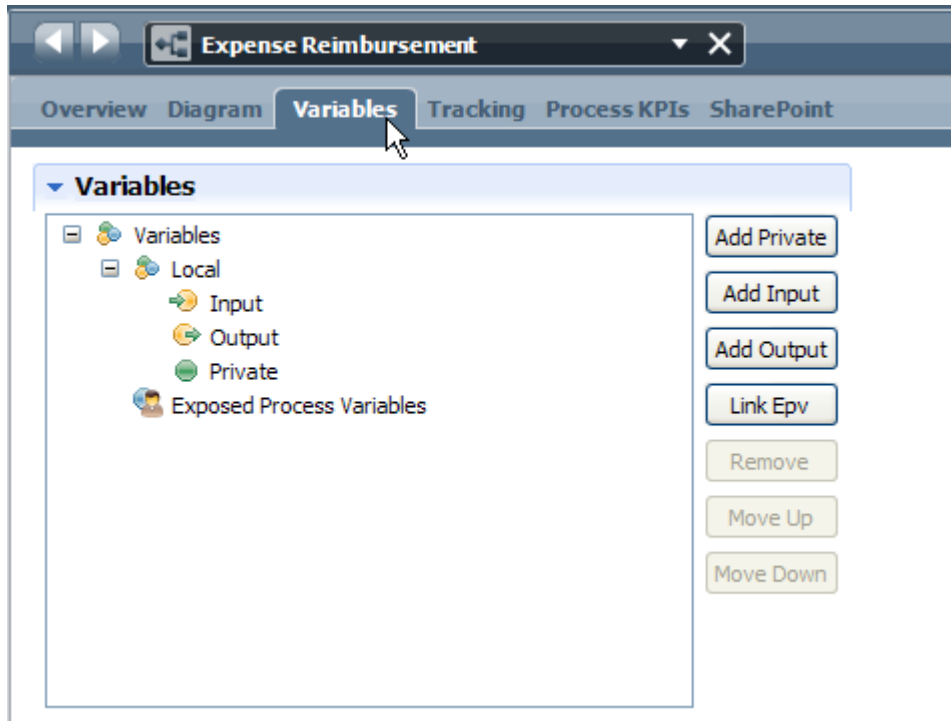 Expense Reimbursement
Overview Diagram Variables Tracking Process KPIs SharePoint
Variables
Variables
Add Private
Local
Input
Add Input
Output
Add Output
Private
Exposed Process Variables
Link Epv
Remove
Move Up
Move Down